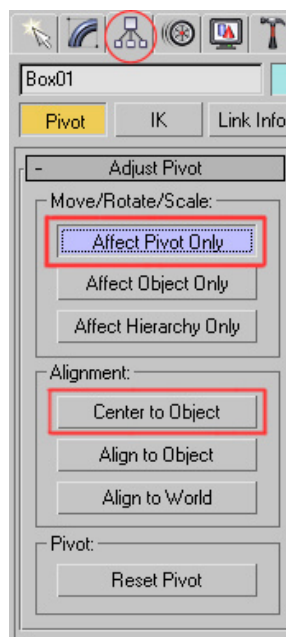 Box01
Pivot IK Link Info
- Adjust Pivot
Move/Rotate/Scale:
Affect Pivot Only
Affect Object Only
Affect Hierarchy Only
Alignment:
Center to Object
Align to Object
Align to World
Pivot:
Reset Pivot